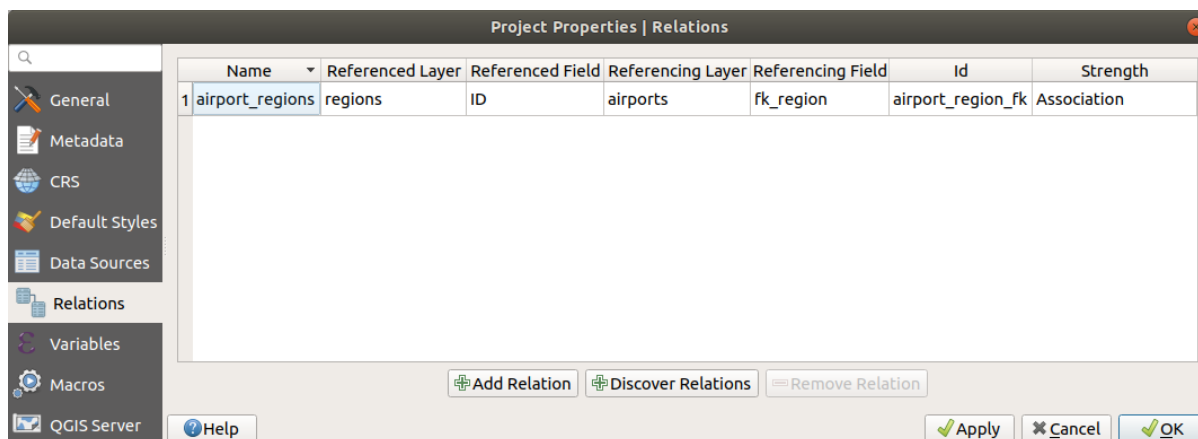 Project Properties | Relations
Name Referenced Layer Referenced Field Referencing Layer Referencing Field Id Strength
1 airport_regions regions ID airports fk_region airport_region_fk Association
General
Metadata
CRS
Default Styles
Data Sources
Relations
Variables
Macros
QGIS Server
Add Relation Discover Relations Remove Relation
Help Apply Cancel OK